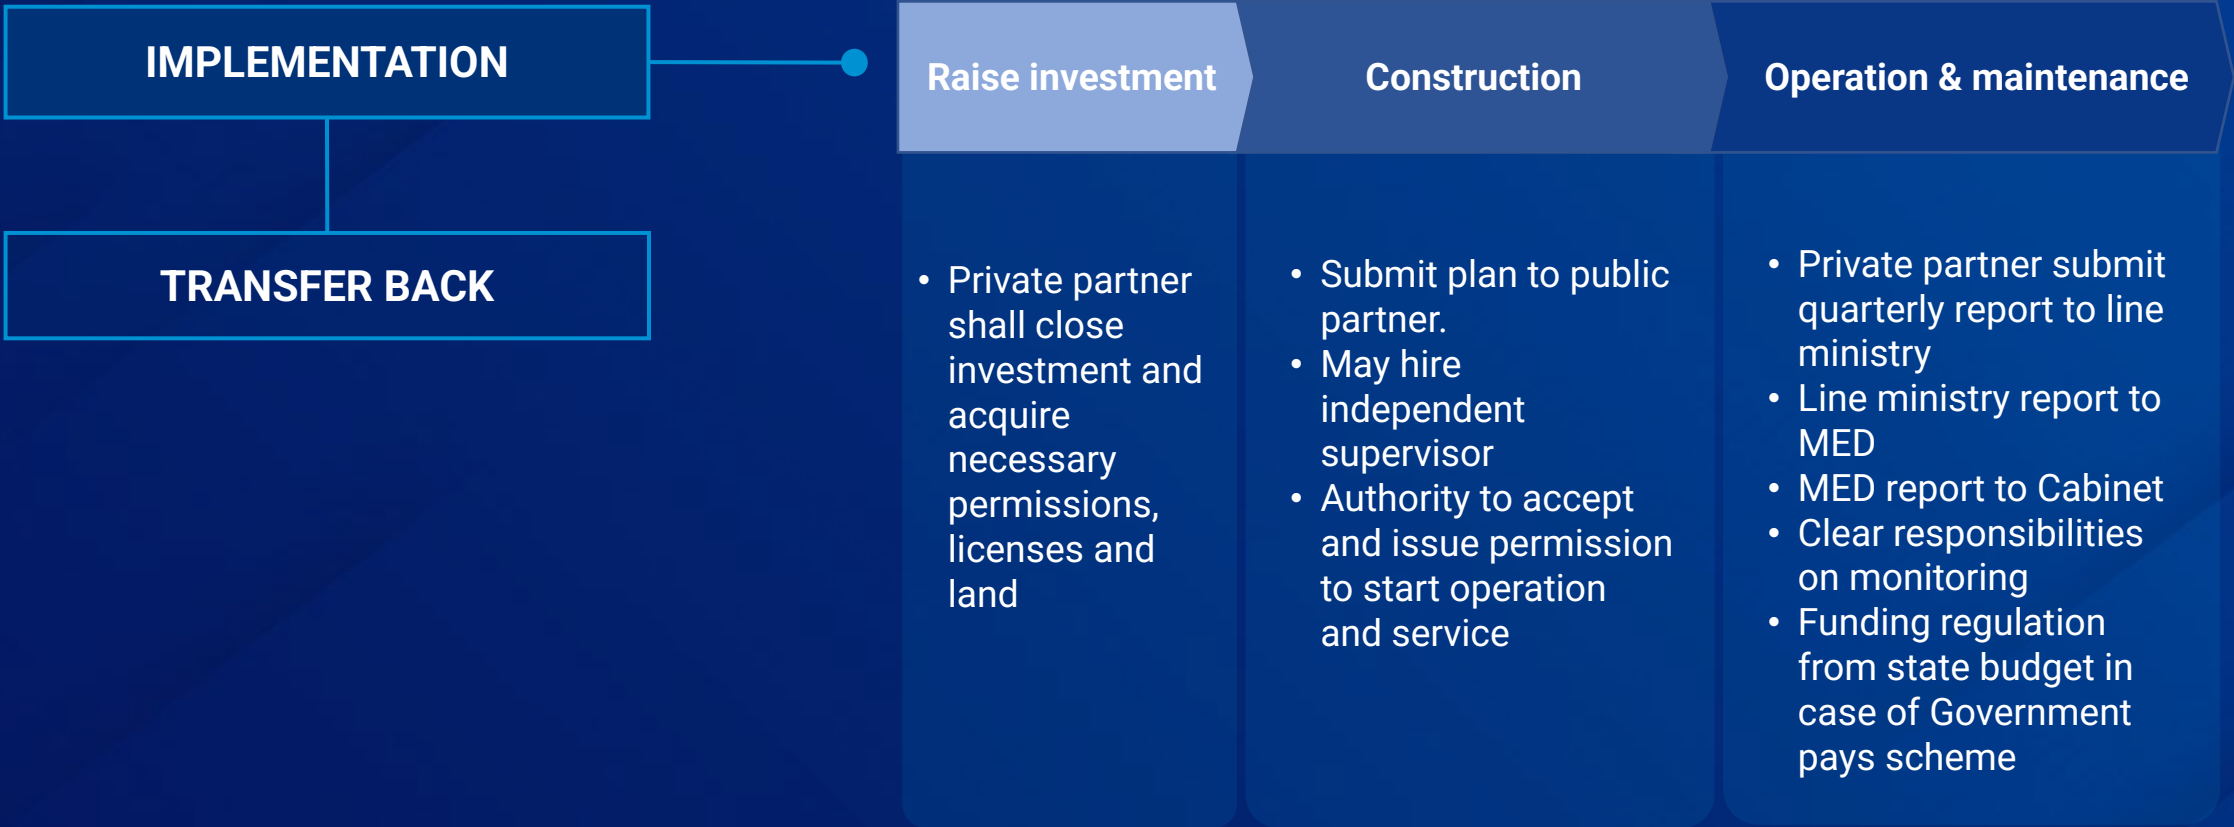 IMPLEMENTATION
TRANSFER BACK
Raise investment
• Private partner
shall close
investment and
acquire
necessary
permissions,
licenses and
land
Construction
• Submit plan to public
partner.
• May hire
independent
supervisor
• Authority to accept
and issue permission
to start operation
and service
Operation & maintenance
• Private partner submit
quarterly report to line
ministry
• Line ministry report to
MED
• MED report to Cabinet
• Clear responsibilities
on monitoring
• Funding regulation
from state budget in
case of Government
pays scheme